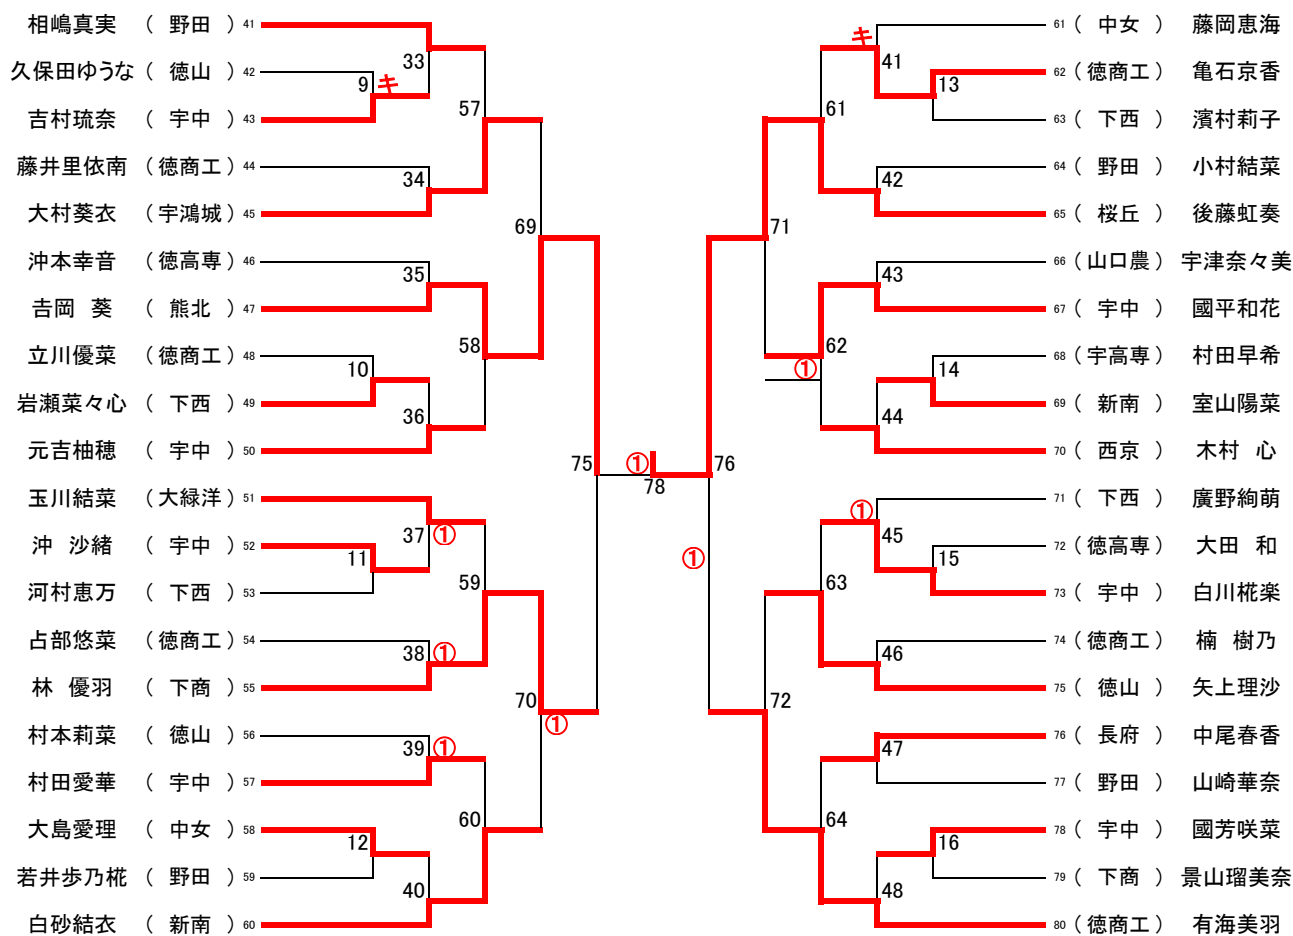 相嶋真実 （ 野田 ） 41
久保田ゆうな （ 徳山 ） 42
吉村琉奈 （ 宇中 ） 43
藤井里依南 （ 徳商工 ） 44
大村葵衣 （ 宇鴻城 ） 45
沖本幸音 （ 徳高専 ） 46
吉岡 葵 （ 熊北 ） 47
立川優菜 （ 徳商工 ） 48
岩瀬菜々心 （ 下西 ） 49
元吉柚穂 （ 宇中 ） 50
玉川結菜 （ 大緑洋 ） 51
沖 沙緒 （ 宇中 ） 52
河村恵万 （ 下西 ） 53
占部悠菜 （ 徳商工 ） 54
林 優羽 （ 下商 ） 55
村本莉菜 （ 徳山 ） 56
村田愛華 （ 宇中 ） 57
大島愛理 （ 中女 ） 58
若井歩乃椛 （ 野田 ） 59
白砂結衣 （ 新南 ） 60
9 キ
10
11
12
33
34
35
36
37 ①
38 ①
39 ①
40
57
58
59
60
69
70 ①
75
① 78
76 ①
71
72
61
62 ①
63
64
キ 41
42
43
44
① 45
46
47
48
13
14
15
16
61 （ 中女 ） 藤岡恵海
62 （ 徳商工 ） 亀石京香
63 （ 下西 ） 濱村莉子
64 （ 野田 ） 小村結菜
65 （ 桜丘 ） 後藤虹奏
66 （ 山口農 ） 宇津奈々美
67 （ 宇中 ） 國平和花
68 （ 宇高専 ） 村田早希
69 （ 新南 ） 室山陽菜
70 （ 西京 ） 木村 心
71 （ 下西 ） 廣野絢萌
72 （ 徳高専 ） 大田 和
73 （ 宇中 ） 白川椛楽
74 （ 徳商工 ） 楠 樹乃
75 （ 徳山 ） 矢上理沙
76 （ 長府 ） 中尾春香
77 （ 野田 ） 山崎華奈
78 （ 宇中 ） 國芳咲菜
79 （ 下商 ） 景山瑠美奈
80 （ 徳商工 ） 有海美羽